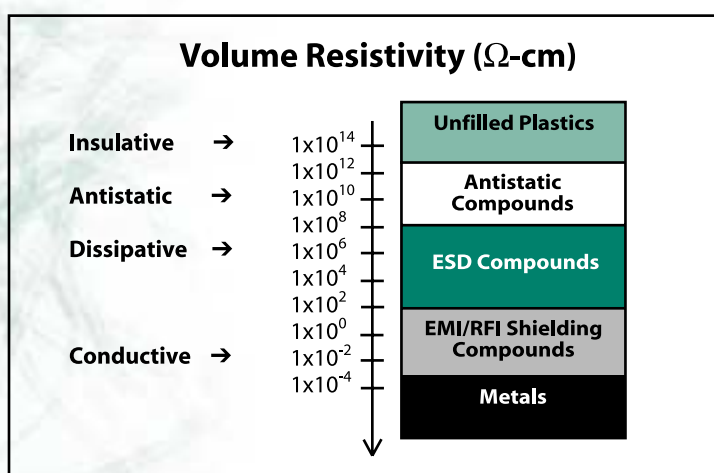 Volume Resistivity (Ω-cm)
Insulative →
Antistatic →
Dissipative →
Conductive →
1x10^14
1x10^12
1x10^10
1x10^8
1x10^6
1x10^4
1x10^2
1x10^0
1x10^-2
1x10^-4
Unfilled Plastics
Antistatic
Compounds
ESD Compounds
EMI/RFI Shielding
Compounds
Metals